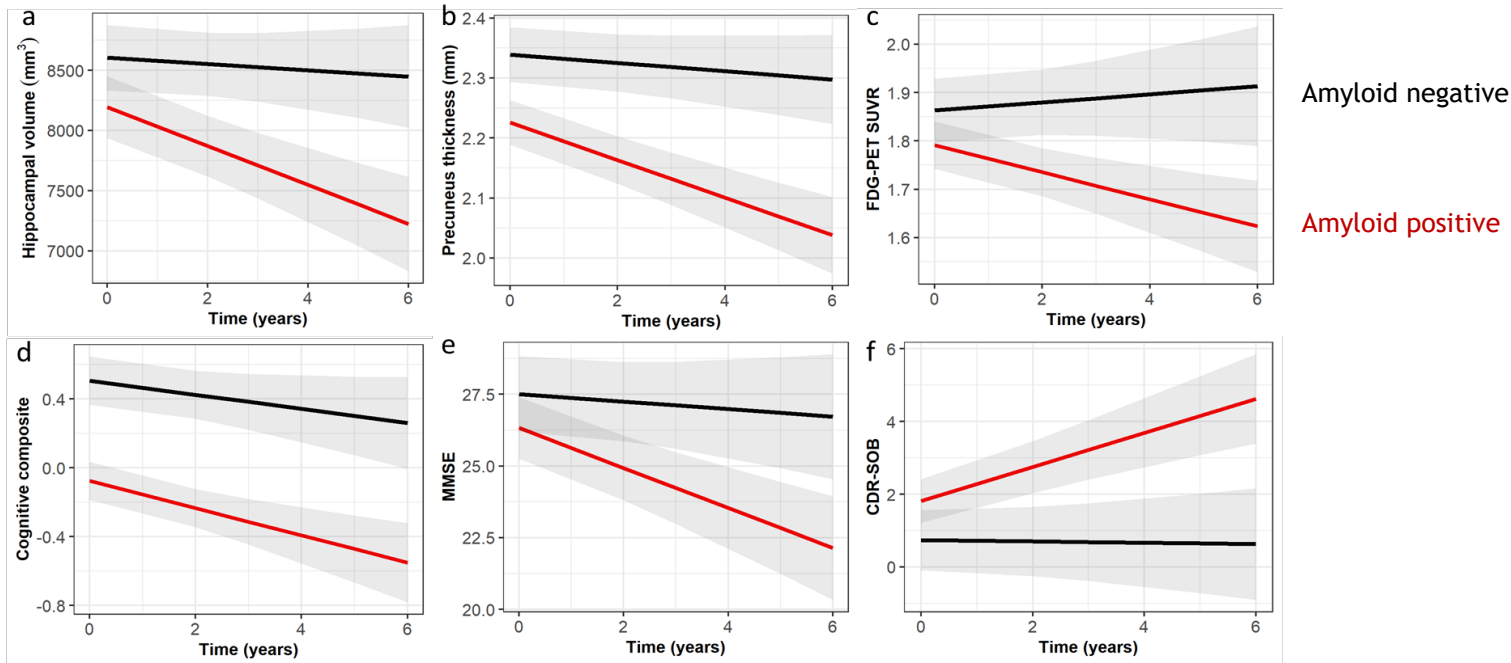 a
Hippocampal volume (mm³)
8500
8000
7500
7000
0 2 4 6
Time (years)
b
Precuneus thickness (mm)
2.4
2.3
2.2
2.1
2.0
0 2 4 6
Time (years)
c
FDG-PET SUVR
2.0
1.9
1.8
1.7
1.6
0 2 4 6
Time (years)
Amyloid negative
Amyloid positive
d
Cognitive composite
0.4
0.0
-0.4
-0.8
0 2 4 6
Time (years)
e
MMSE
27.5
25.0
22.5
20.0
0 2 4 6
Time (years)
f
CDR-SOB
6
4
2
0
0 2 4 6
Time (years)